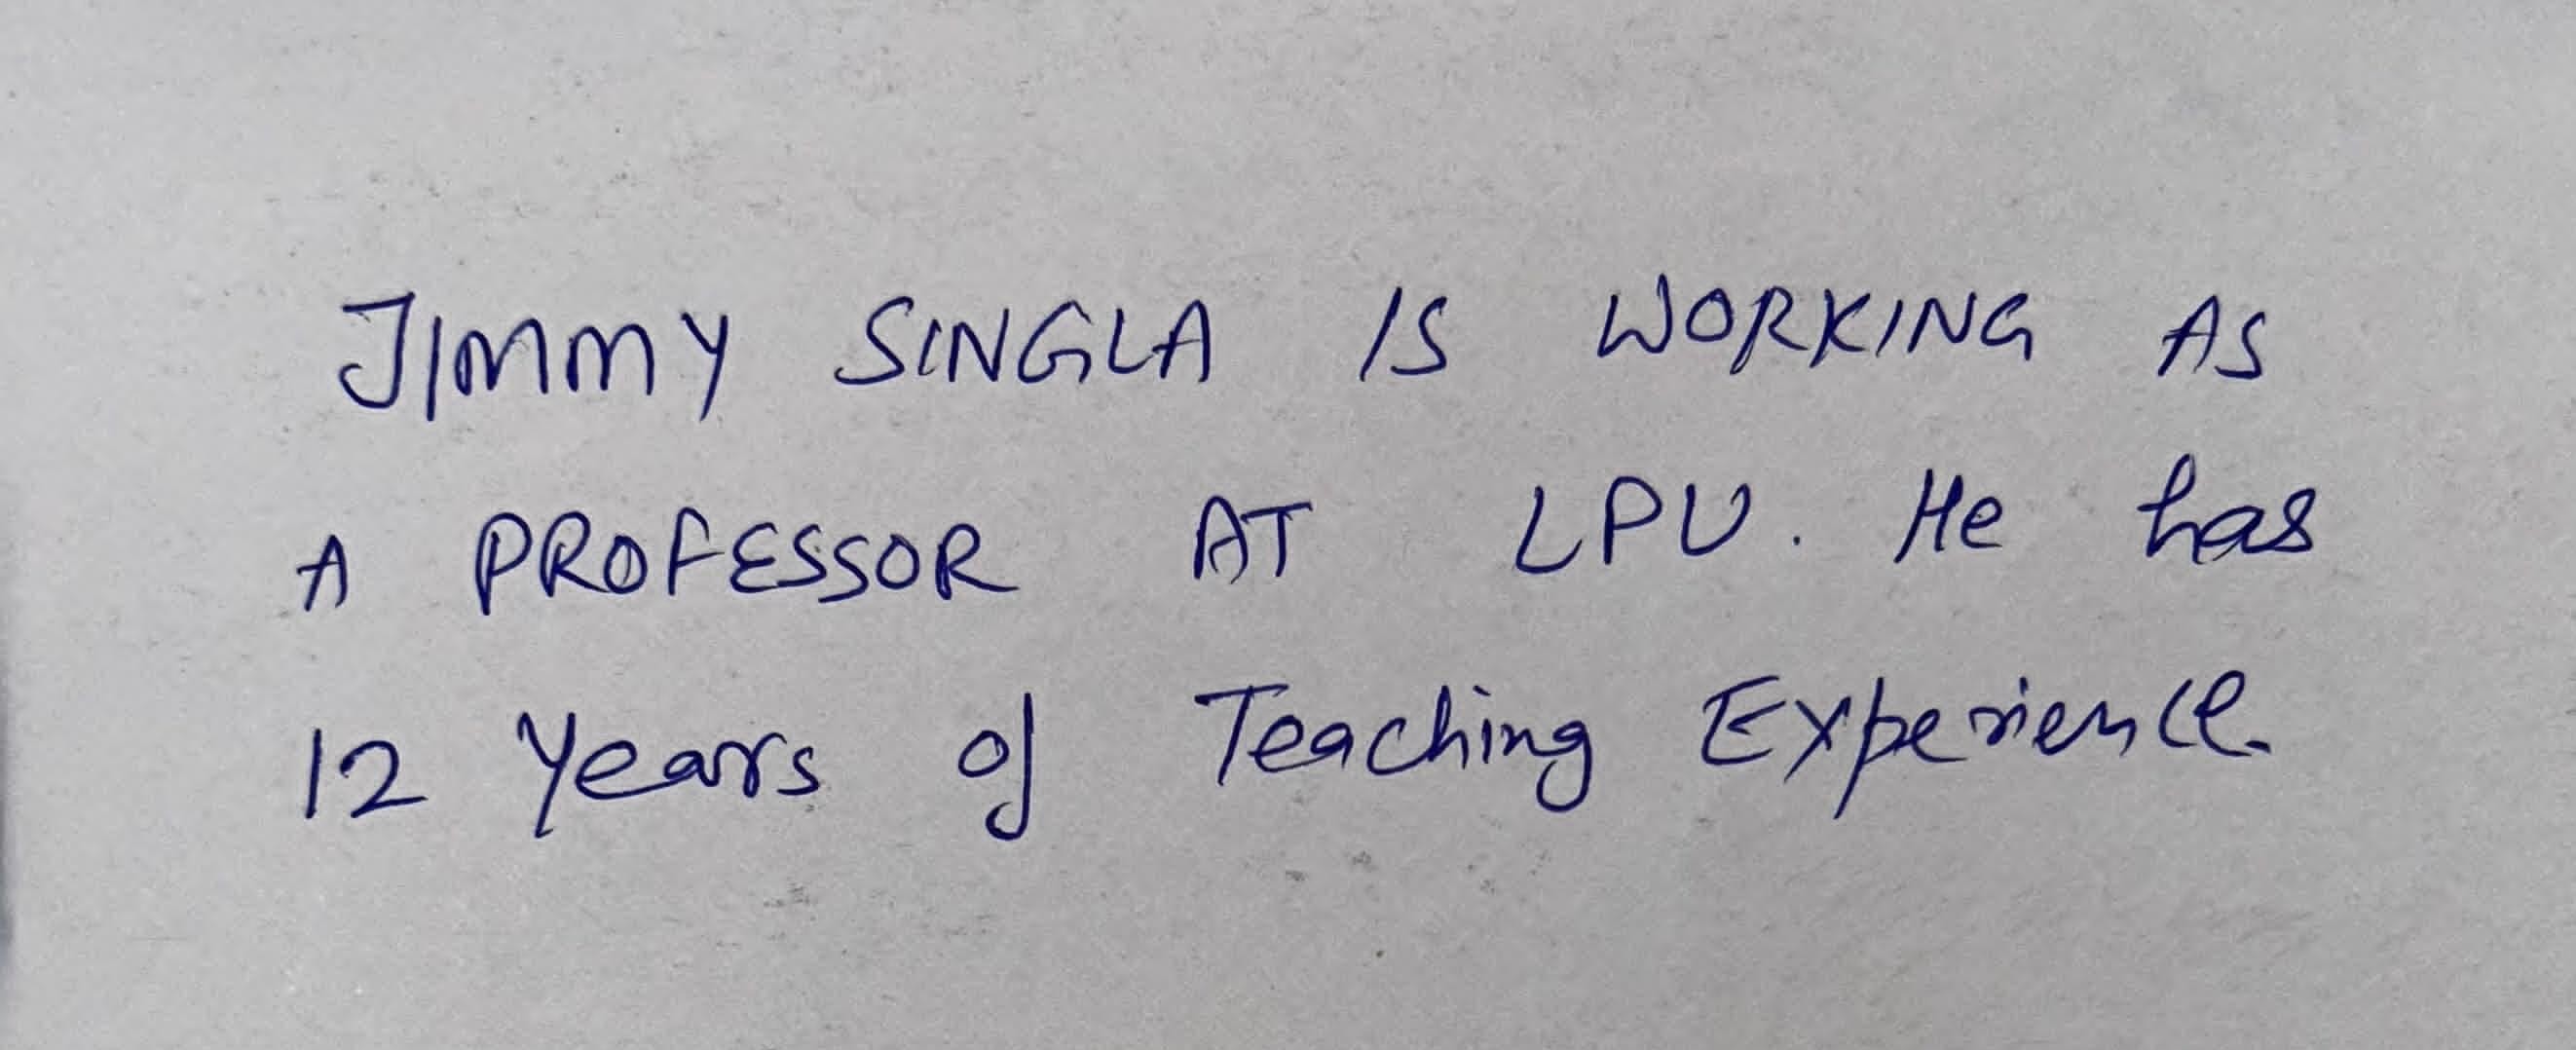 JIMMY SINGLA IS WORKING AS
A PROFESSOR AT LPU. He has
12 Years of Teaching Experience.